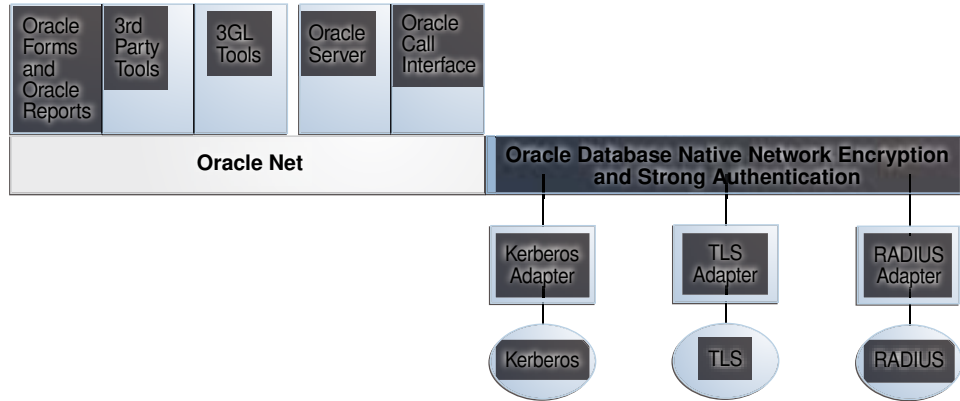 Oracle
Forms
and
Oracle
Reports
3rd
Party
Tools
3GL
Tools
Oracle
Server
Oracle
Call
Interface
Oracle Net
Oracle Database Native Network Encryption
and Strong Authentication
Kerberos
Adapter
TLS
Adapter
RADIUS
Adapter
Kerberos
TLS
RADIUS